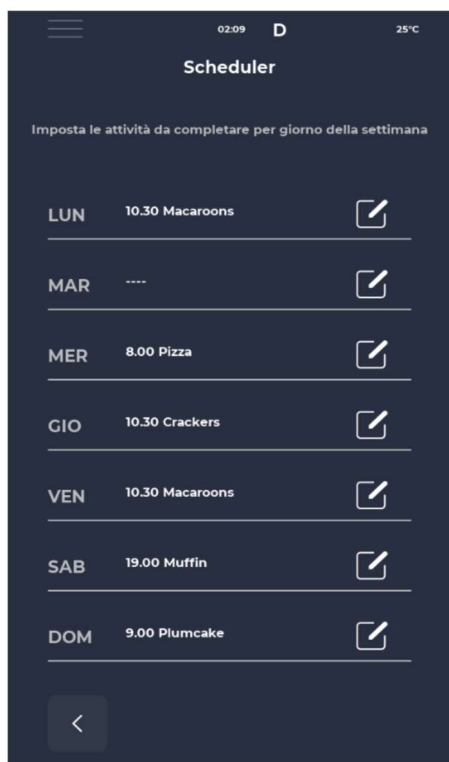 02:09 D 25°C
Scheduler
Imposta le attività da completare per giorno della settimana
LUN 10.30 Macaroons
MAR ----
MER 8.00 Pizza
GIO 10.30 Crackers
VEN 10.30 Macaroons
SAB 19.00 Muffin
DOM 9.00 Plumcake